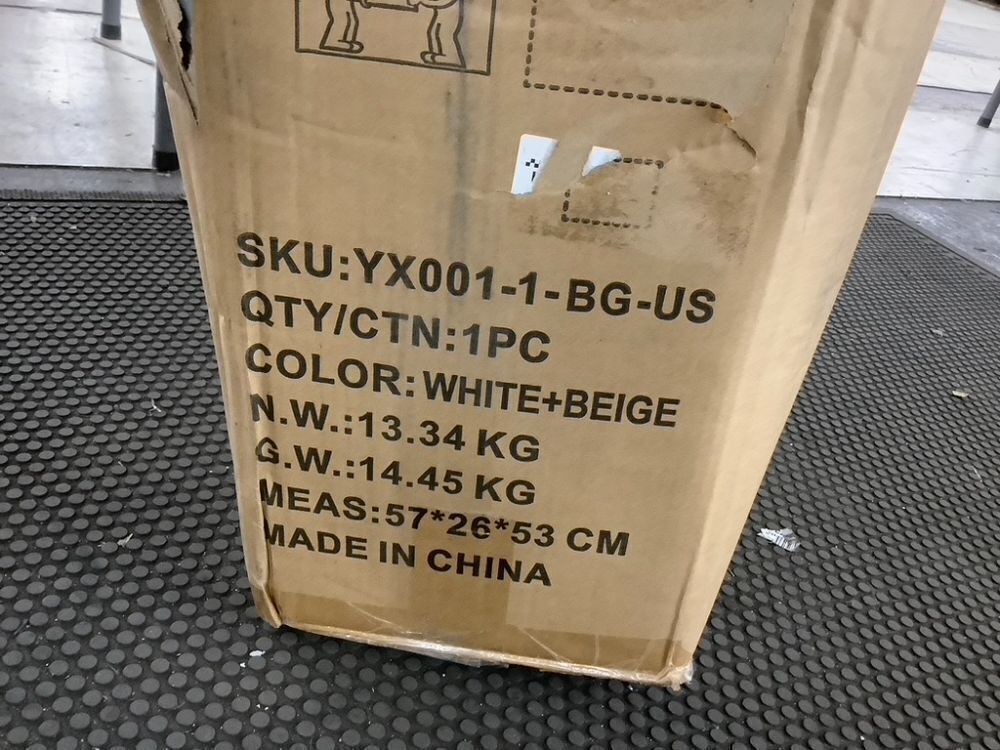 SKU:YX001-1-BG-US
QTY/CTN:1PC
COLOR:WHITE+BEIGE
N.W.:13.34 KG
G.W.:14.45 KG
MEAS:57*26*53 CM
MADE IN CHINA